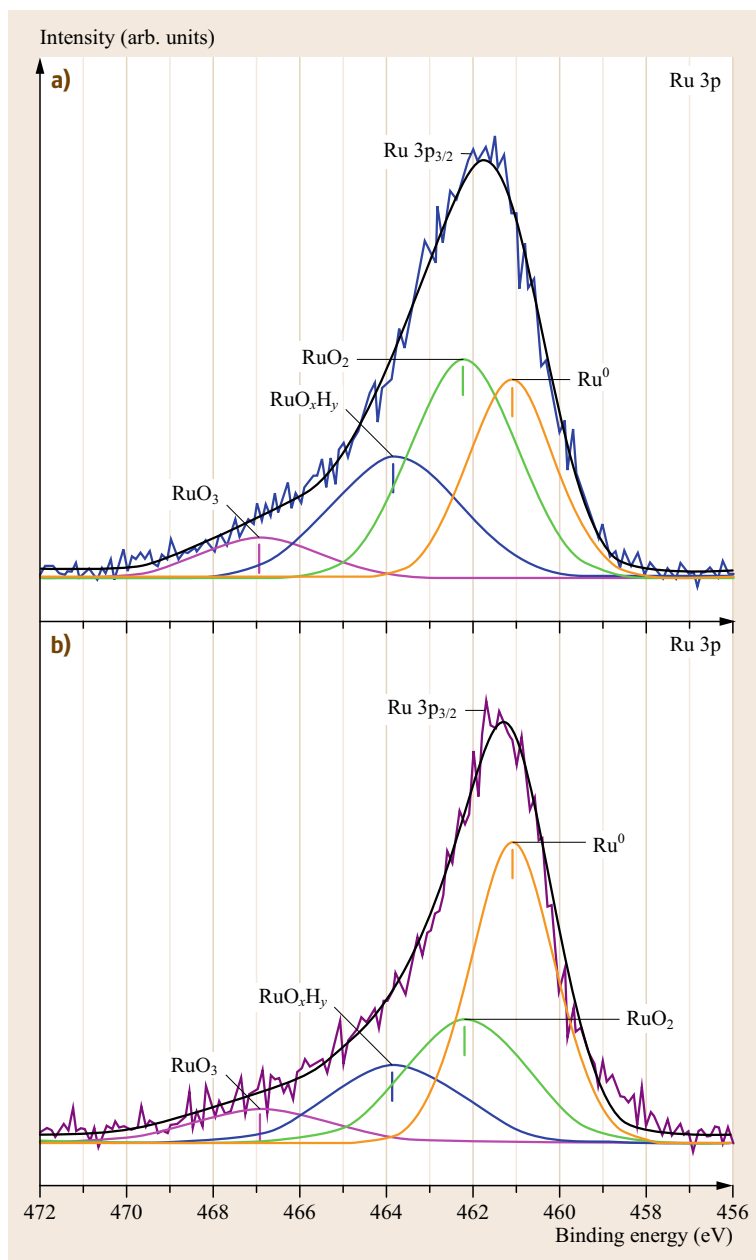 Intensity (arb. units)
a)
Ru 3p
Ru 3p3/2
RuO2
Ru0
RuOxHy
RuO3
b)
Ru 3p
Ru 3p3/2
Ru0
RuOxHy
RuO2
RuO3
472 470 468 466 464 462 460 458 456
Binding energy (eV)